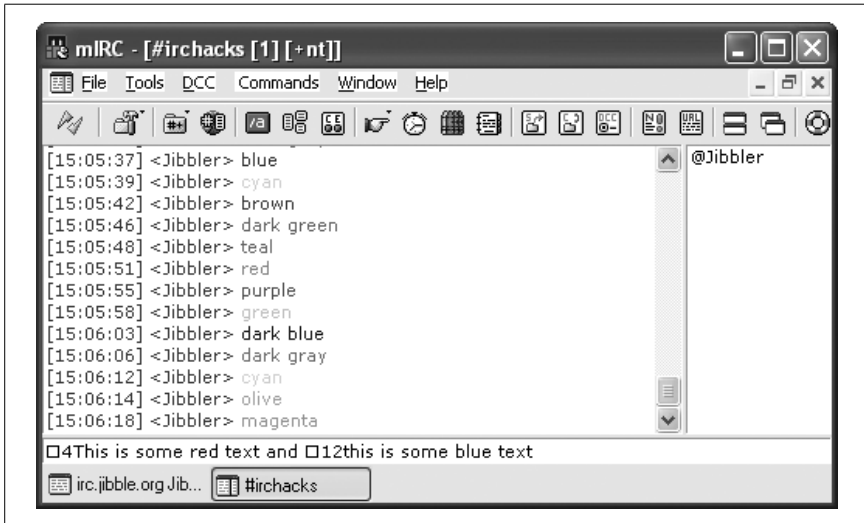 mIRC - [#irchacks [1] [+nt]]
File Tools DCC Commands Window Help
[15:05:37] <Jibbler> blue
@Jibbler
[15:05:39] <Jibbler> cyan
[15:05:42] <Jibbler> brown
[15:05:46] <Jibbler> dark green
[15:05:48] <Jibbler> teal
[15:05:51] <Jibbler> red
[15:05:55] <Jibbler> purple
[15:05:58] <Jibbler> green
[15:06:03] <Jibbler> dark blue
[15:06:06] <Jibbler> dark gray
[15:06:12] <Jibbler> cyan
[15:06:14] <Jibbler> olive
[15:06:18] <Jibbler> magenta
□4This is some red text and □12this is some blue text
irc.jibble.org Jib... #irchacks